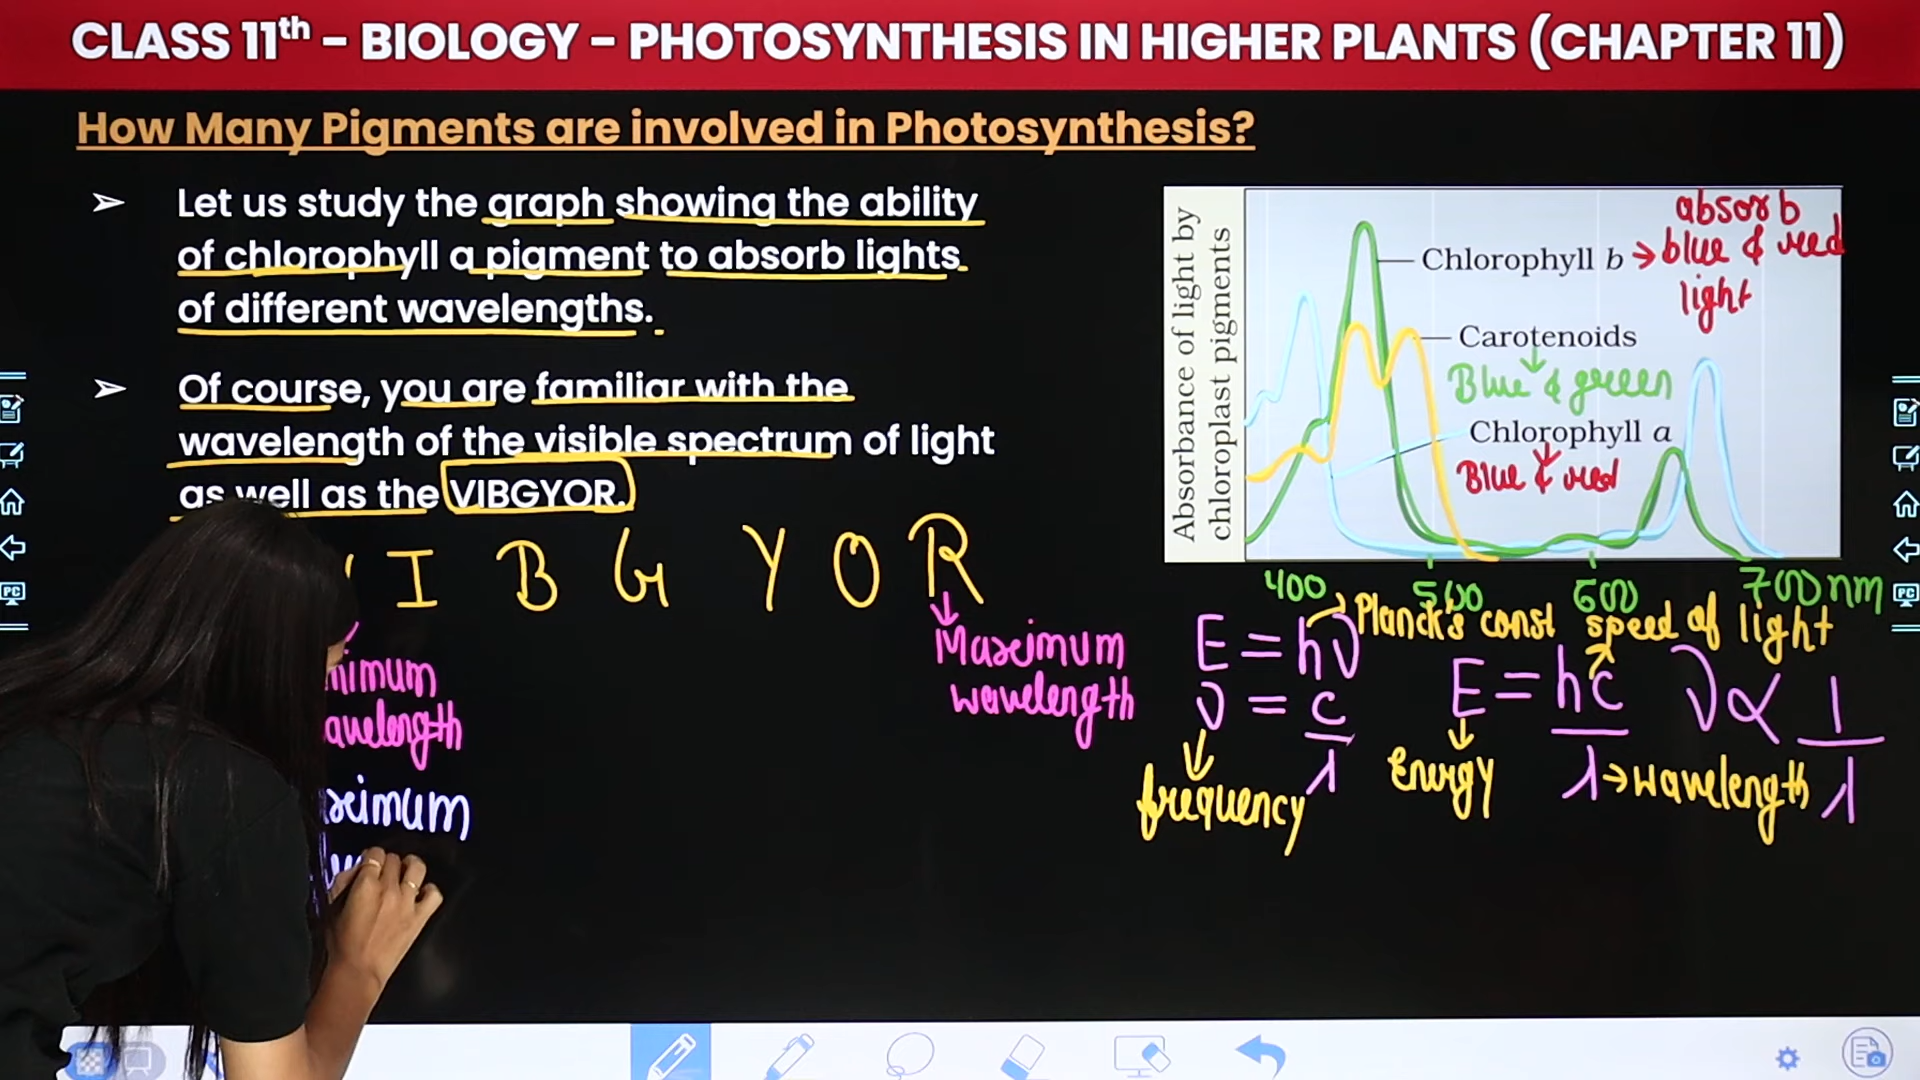 CLASS 11th - BIOLOGY - PHOTOSYNTHESIS IN HIGHER PLANTS (CHAPTER 11)
How Many Pigments are involved in Photosynthesis?
➢ Let us study the graph showing the ability
of chlorophyll a pigment to absorb lights
of different wavelengths.
➢ Of course, you are familiar with the
wavelength of the visible spectrum of light
as well as the VIBGYOR.
I B G Y O R
Maximum
wavelength
Absorbance of light by
chloroplast pigments
absorb
Chlorophyll b → blue & red
light
Carotenoids
Blue & green
Chlorophyll a
Blue & red
400 500 600 700 nm
E = hν Planck's const speed of light
ν = c/λ E = hc/λ ν ∝ 1/λ
frequency Energy → wavelength
PC
PC